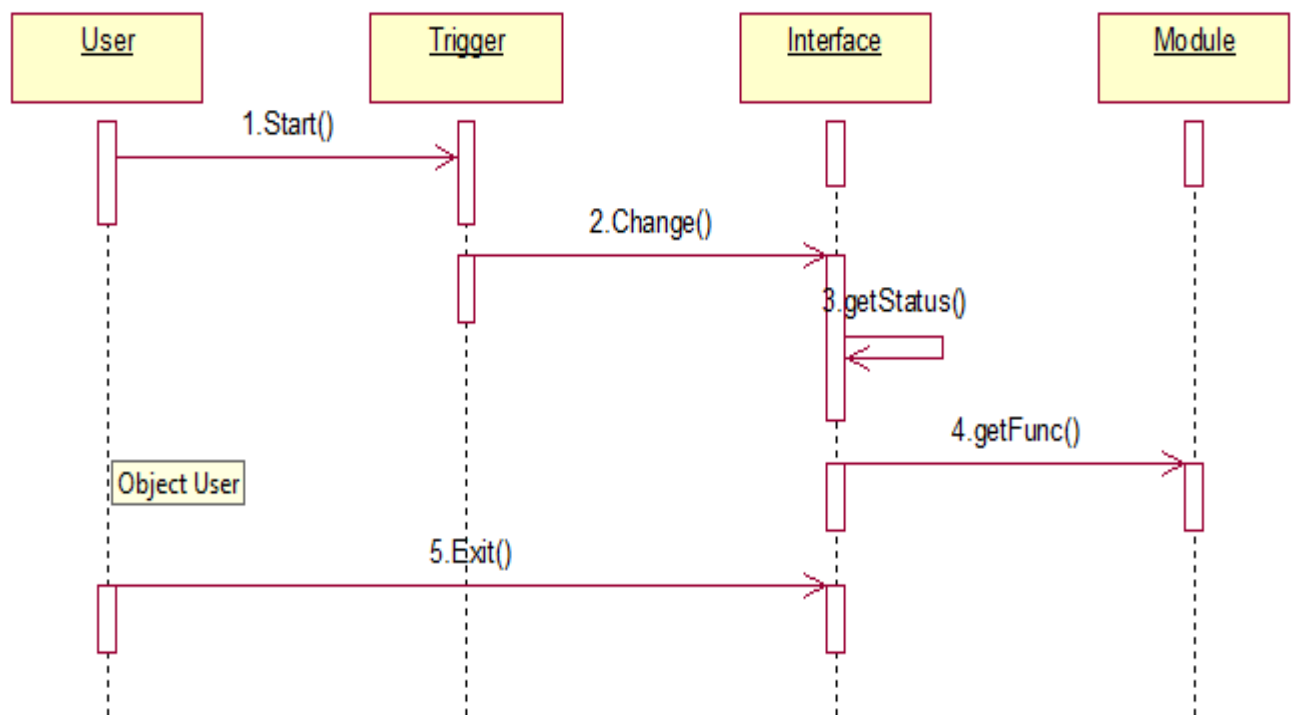 User
Trigger
Interface
Module
1.Start()
2.Change()
3.getStatus()
4.getFunc()
Object User
5.Exit()